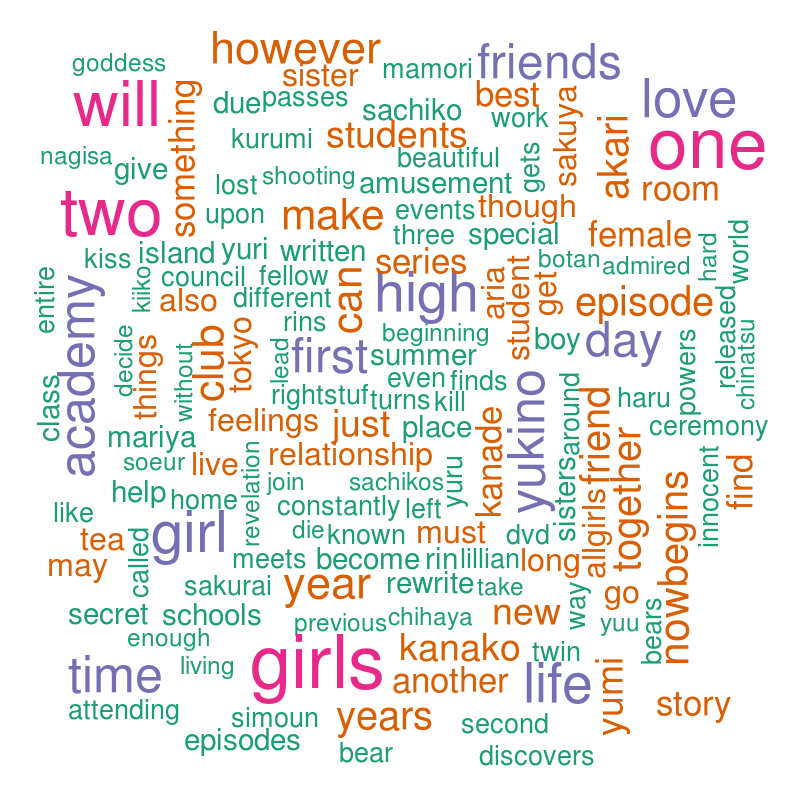 goddess
however
sister
mamori
friends
will
something
due
passes
sachiko
best
work
love
sakuya
akari
one
kurumi
students
beautiful
gets
nagisa
give
lost
shooting
amusement
room
two
upon
make
events
though
three
special
female
kiss
island
yuri
written
series
botan
admired
hard
world
entire
academy
kiiko
council
fellow
can
high
aria
student
get
also
different
episode
released
rins
beginning
boy
day
things
decide
without
club
tokyo
lead
first
summer
powers
chinatsu
class
rightstuf
even
finds
turns
kill
yukino
around
friend
haru
feelings
just
place
kanade
ceremony
mariya
soeur
live
relationship
together
find
innocent
revelation
join
sachikos
yuru
sisters
allgirls
nowbegins
help
home
constantly
left
like
girl
die
known
must
dvd
tea
called
meets
become
rin
lillian
long
may
sakurai
year
rewrite
take
way
go
secret
schools
previous
chihaya
new
yuu
bears
enough
girls
kanako
twin
time
living
another
life
yumi
story
attending
simoun
years
second
episodes
bear
discovers